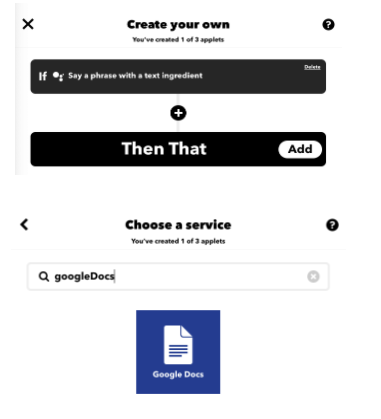 Create your own
You've created 1 of 3 applets
Delete
If Say a phrase with a text ingredient
Then That
Add
Choose a service
You've created 1 of 3 applets
googleDocs
Google Docs